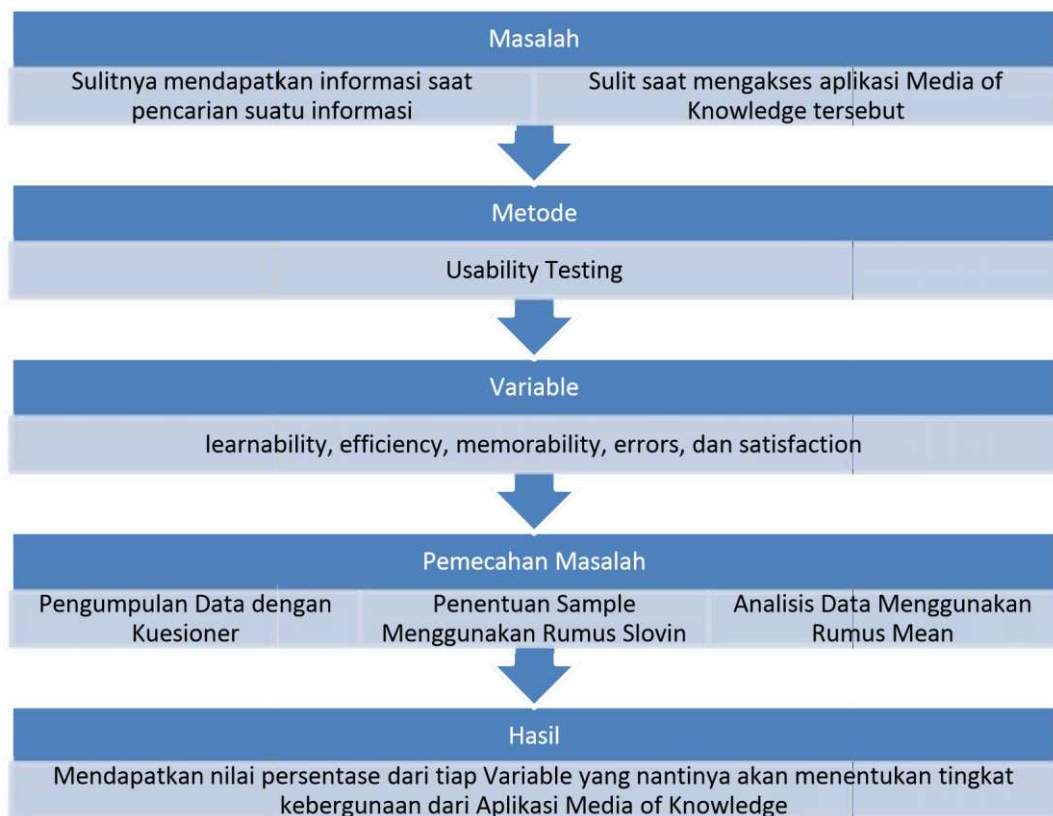 Masalah
Sulitnya mendapatkan informasi saat
pencarian suatu informasi
Sulit saat mengakses aplikasi Media of
Knowledge tersebut
Metode
Usability Testing
Variable
learnability, efficiency, memorability, errors, dan satisfaction
Pemecahan Masalah
Pengumpulan Data dengan
Kuesioner
Penentuan Sample
Menggunakan Rumus Slovin
Analisis Data Menggunakan
Rumus Mean
Hasil
Mendapatkan nilai persentase dari tiap Variable yang nantinya akan menentukan tingkat
kebergunaan dari Aplikasi Media of Knowledge